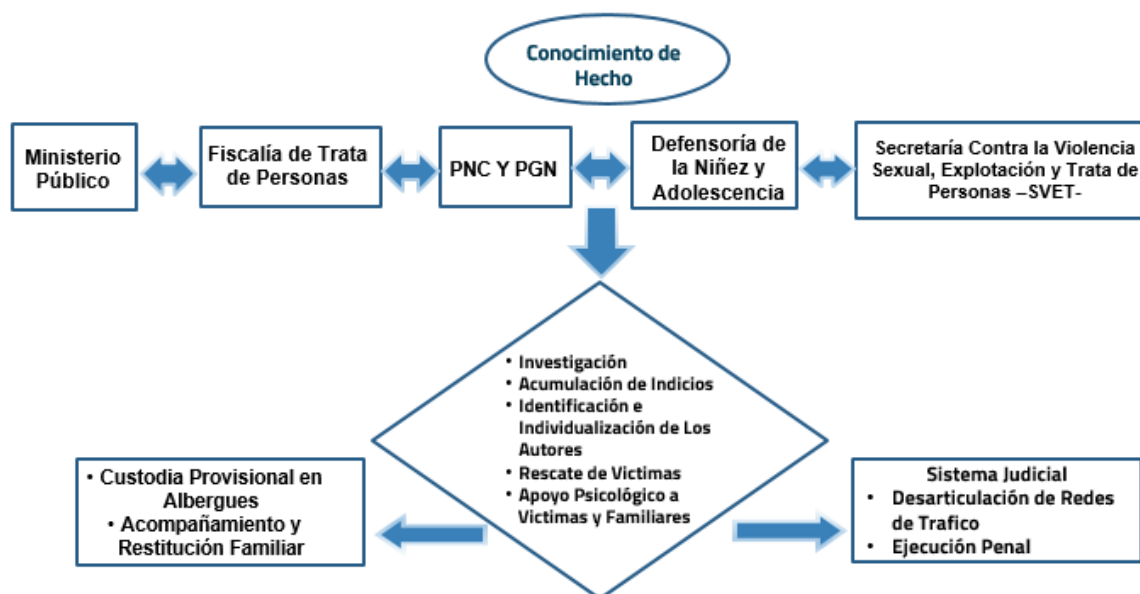 Conocimiento de
Hecho
Ministerio
Público
Fiscalía de Trata
de Personas
PNC Y PGN
Defensoría de
la Niñez y
Adolescencia
Secretaría Contra la Violencia
Sexual, Explotación y Trata de
Personas –SVET-
• Investigación
• Acumulación de Indicios
• Identificación e
Individualización de Los
Autores
• Rescate de Victimas
• Apoyo Psicológico a
Victimas y Familiares
• Custodia Provisional en
Albergues
• Acompañamiento y
Restitución Familiar
Sistema Judicial
• Desarticulación de Redes
de Trafico
• Ejecución Penal